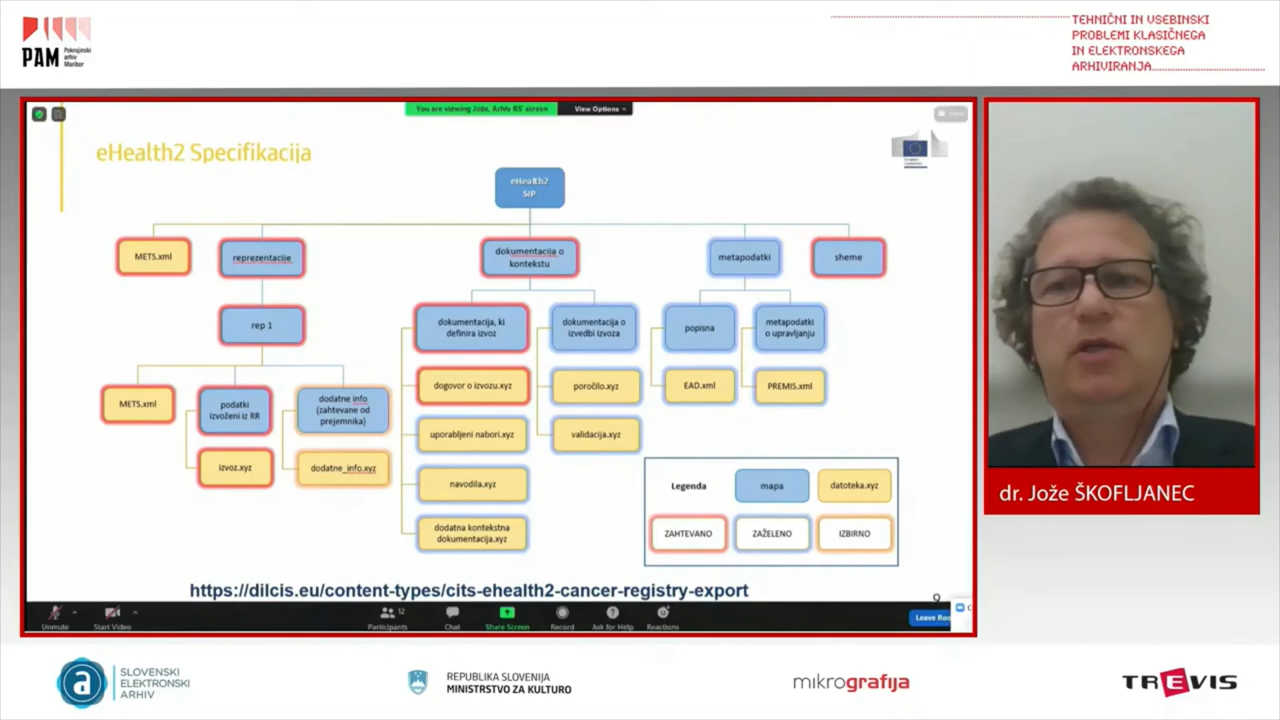 PAM Pokrajinski
arhiv
Maribor
TEHNIČNI IN VSEBINSKI
PROBLEMI KLASIČNEGA
IN ELEKTRONSKEGA
ARHIVIRANJA
You are viewing Jože, Arhiv RS' screen
View Options
eHealth2 Specifikacija
eHealth2
SIP
METS.xml
reprezentacije
dokumentacija o
kontekstu
metapodatki
sheme
rep 1
dokumentacija, ki
definira izvoz
dokumentacija o
izvedbi izvoza
popisna
metapodatki
o upravljanju
METS.xml
podatki
izvoženi iz RR
dodatne info
(zahtevane od
prejemnika)
dogovor o izvozu.xyz
poročilo.xyz
EAD.xml
PREMIS.xml
uporabljeni nabori.xyz
validacija.xyz
izvoz.xyz
dodatne_info.xyz
navodila.xyz
dodatna kontekstna
dokumentacija.xyz
Legenda
mapa
datoteka.xyz
ZAHTEVANO
ZAŽELENO
IZBIRNO
https://dilcis.eu/content-types/cits-ehealth2-cancer-registry-export
9
Unmute
Start Video
12
Participants
Chat
Share Screen
Record
Ask for Help
Reactions
Leave Roo
dr. Jože ŠKOFLJANEC
a SLOVENSKI
ELEKTRONSKI
ARHIV
REPUBLIKA SLOVENIJA
MINISTRSTVO ZA KULTURO
mikrografija
TREVIS